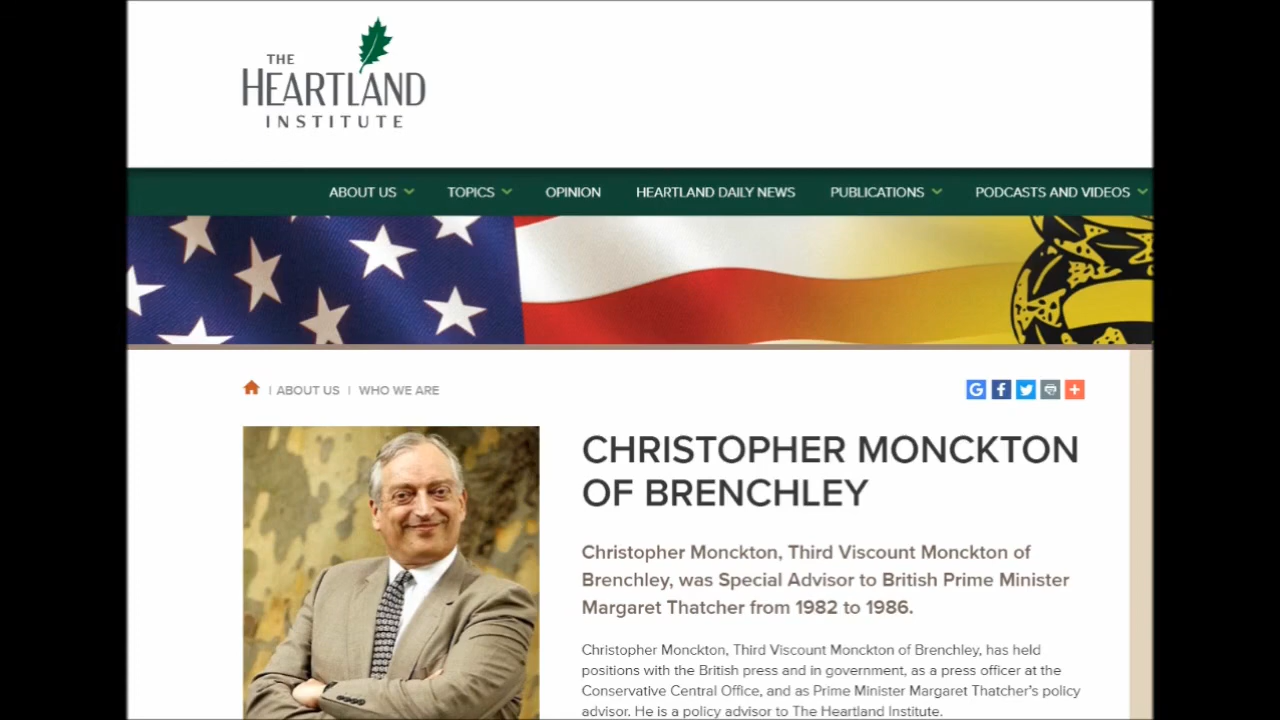 THE
HEARTLAND
INSTITUTE
ABOUT US TOPICS OPINION HEARTLAND DAILY NEWS PUBLICATIONS PODCASTS AND VIDEOS
| ABOUT US | WHO WE ARE
CHRISTOPHER MONCKTON
OF BRENCHLEY
Christopher Monckton, Third Viscount Monckton of
Brenchley, was Special Advisor to British Prime Minister
Margaret Thatcher from 1982 to 1986.
Christopher Monckton, Third Viscount Monckton of Brenchley, has held
positions with the British press and in government, as a press officer at the
Conservative Central Office, and as Prime Minister Margaret Thatcher's policy
advisor. He is a policy advisor to The Heartland Institute.